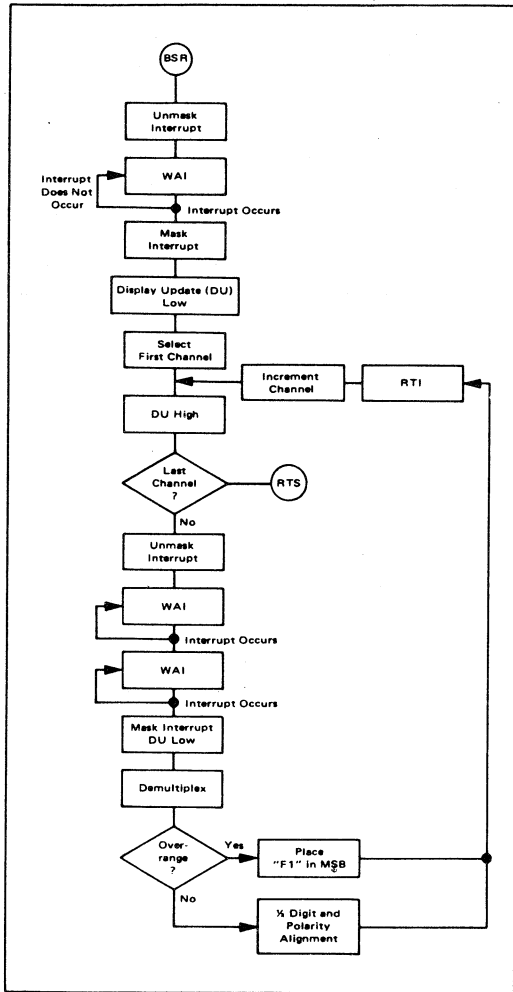 BSR
Unmask
Interrupt
Interrupt
Does Not
Occur
WAI
Interrupt Occurs
Mask
Interrupt
Display Update (DU)
Low
Select
First Channel
Increment
Channel
RTI
DU High
Last
Channel
?
RTS
No
Unmask
Interrupt
WAI
Interrupt Occurs
WAI
Interrupt Occurs
Mask Interrupt
DU Low
Demultiplex
Over-
range
?
Yes
Place
"F1" in MSB
No
½ Digit and
Polarity
Alignment